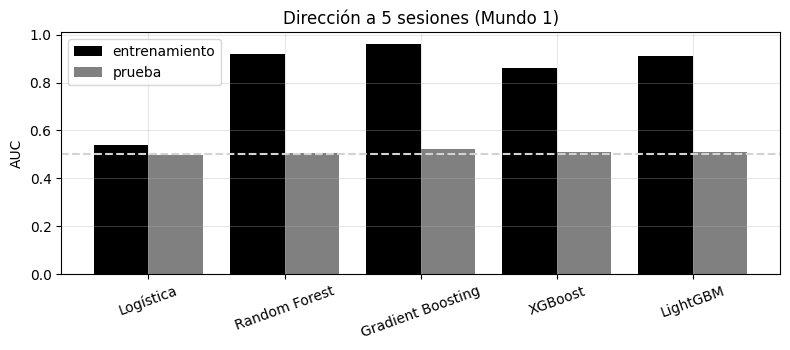 Dirección a 5 sesiones (Mundo 1)
entrenamiento
prueba
AUC
1.0
0.8
0.6
0.4
0.2
0.0
Logística
Random Forest
Gradient Boosting
XGBoost
LightGBM